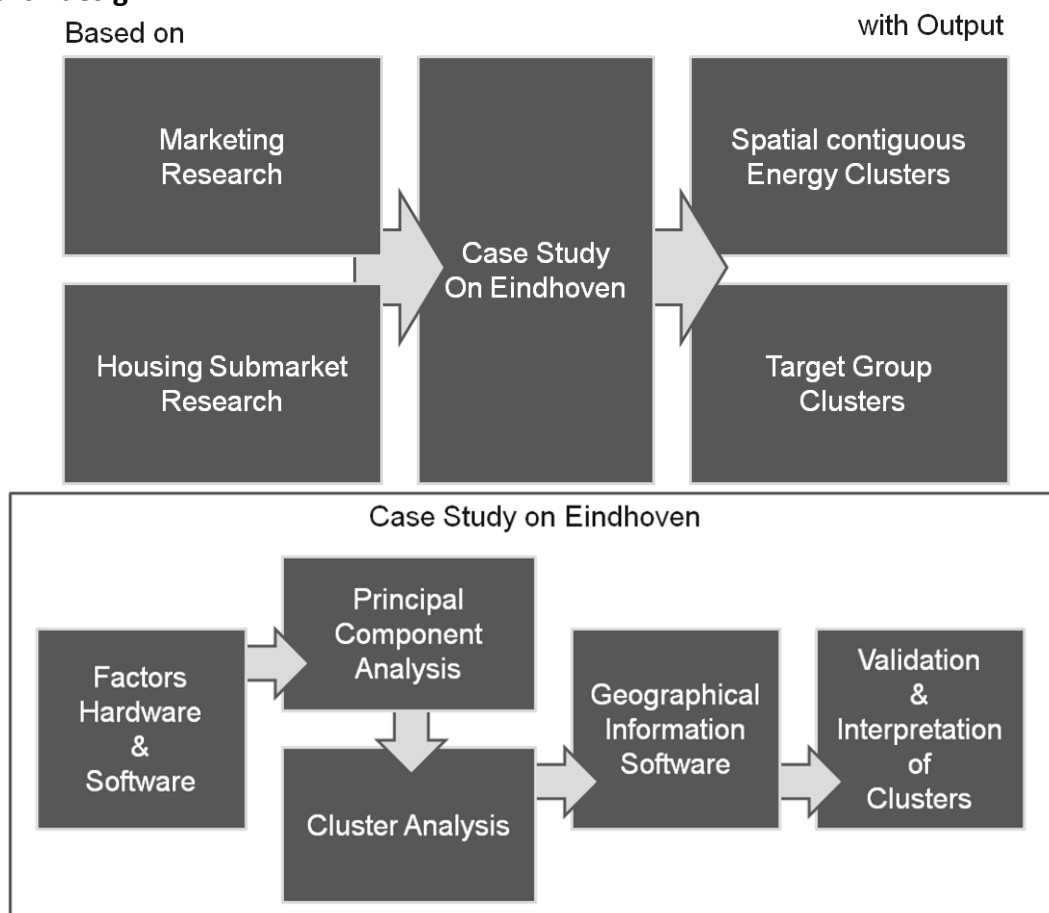 Based on
with Output
Marketing
Research
Housing Submarket
Research
Case Study
On Eindhoven
Spatial contiguous
Energy Clusters
Target Group
Clusters
Case Study on Eindhoven
Factors
Hardware
&
Software
Principal
Component
Analysis
Cluster Analysis
Geographical
Information
Software
Validation
&
Interpretation
of
Clusters